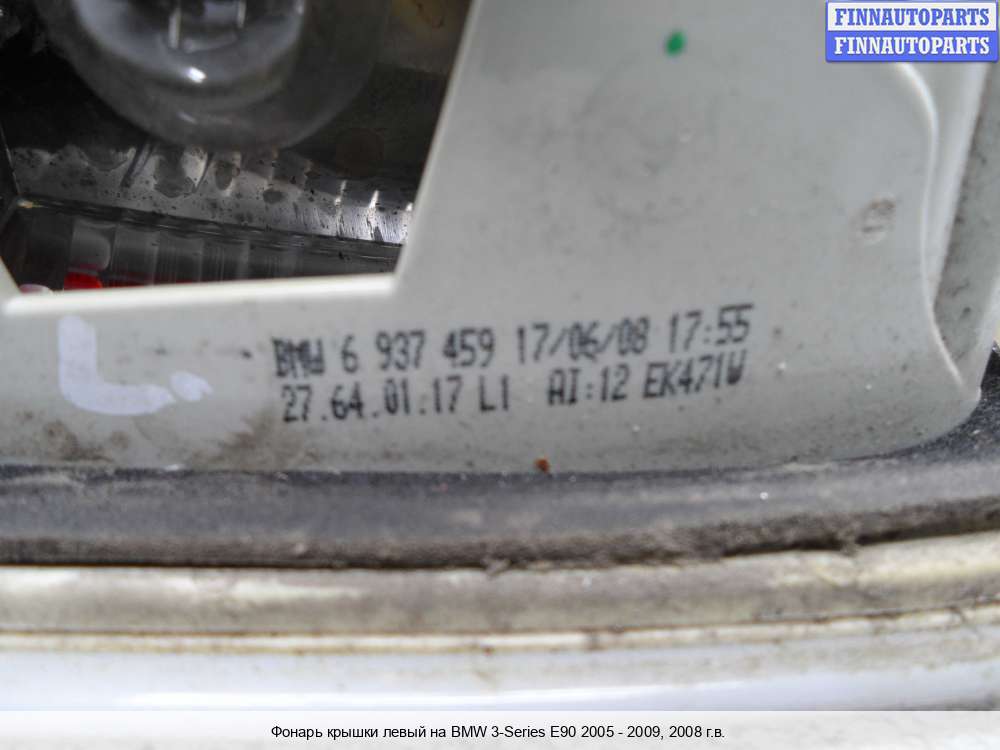 FINNAUTOPARTS
FINNAUTOPARTS
L
BMW 6 937 459 17/06/08 17:55
27.64.01.17 L1 AI:12 EK471W
Фонарь крышки левый на BMW 3-Series E90 2005 - 2009, 2008 г.в.